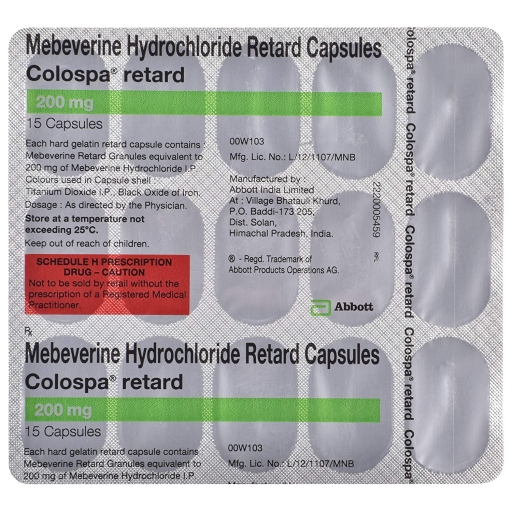 Mebeverine Hydrochloride Retard Capsules
Colospa® retard
200 mg
15 Capsules
Each hard gelatin retard capsule contains :
Mebeverine Retard Granules equivalent to
200 mg of Mebeverine Hydrochloride I.P.
Colours used in Capsule shell :
Titanium Dioxide I.P., Black Oxide of Iron.
Dosage : As directed by the Physician.
Store at a temperature not
exceeding 25°C.
Keep out of reach of children.
SCHEDULE H PRESCRIPTION
DRUG – CAUTION
Not to be sold by retail without the
prescription of a Registered Medical
Practitioner.
00W103
Mfg. Lic. No.: L/12/1107/MNB
Manufactured by :
Abbott India Limited
At : Village Bhatauli Khurd,
P.O. Baddi-173 205,
Dist. Solan,
Himachal Pradesh, India.
® - Regd. Trademark of
Abbott Products Operations AG.
Abbott
2220005459
Colospa® retard Colospa® retard Colospa® retard Colospa®
Rx
Mebeverine Hydrochloride Retard Capsules
Colospa® retard
200 mg
15 Capsules
Each hard gelatin retard capsule contains
Mebeverine Retard Granules equivalent to
200 mg of Mebeverine Hydrochloride I.P.
00W103
Mfg. Lic. No.: L/12/1107/MNB
Manufactured by :